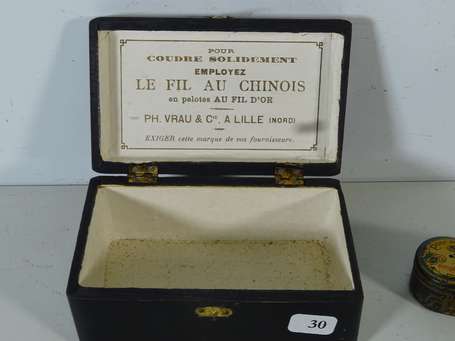 POUR
COUDRE SOLIDEMENT
EMPLOYEZ
LE FIL AU CHINOIS
en pelotes AU FIL D'OR
PH. VRAU & Cie, A LILLE (NORD)
EXIGER cette marque de vos fournisseurs.
30